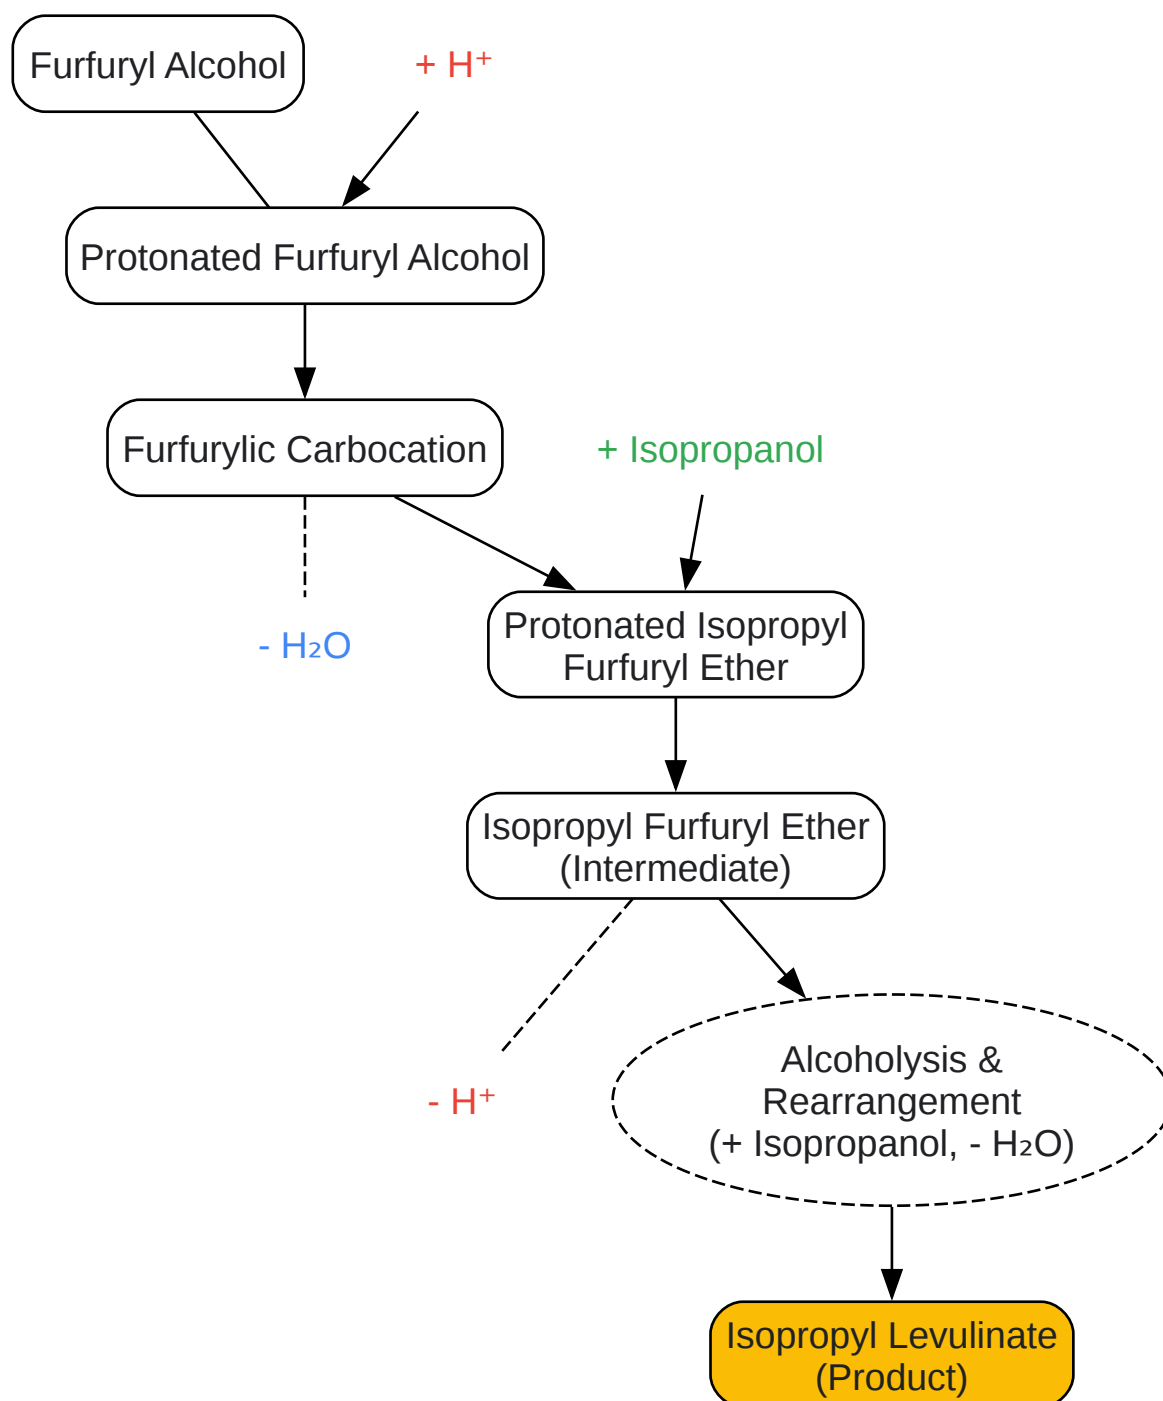 Furfuryl Alcohol
+ H⁺
Protonated Furfuryl Alcohol
Furfurylic Carbocation
+ Isopropanol
- H₂O
Protonated Isopropyl
Furfuryl Ether
Isopropyl Furfuryl Ether
(Intermediate)
- H⁺
Alcoholysis &
Rearrangement
(+ Isopropanol, - H₂O)
Isopropyl Levulinate
(Product)